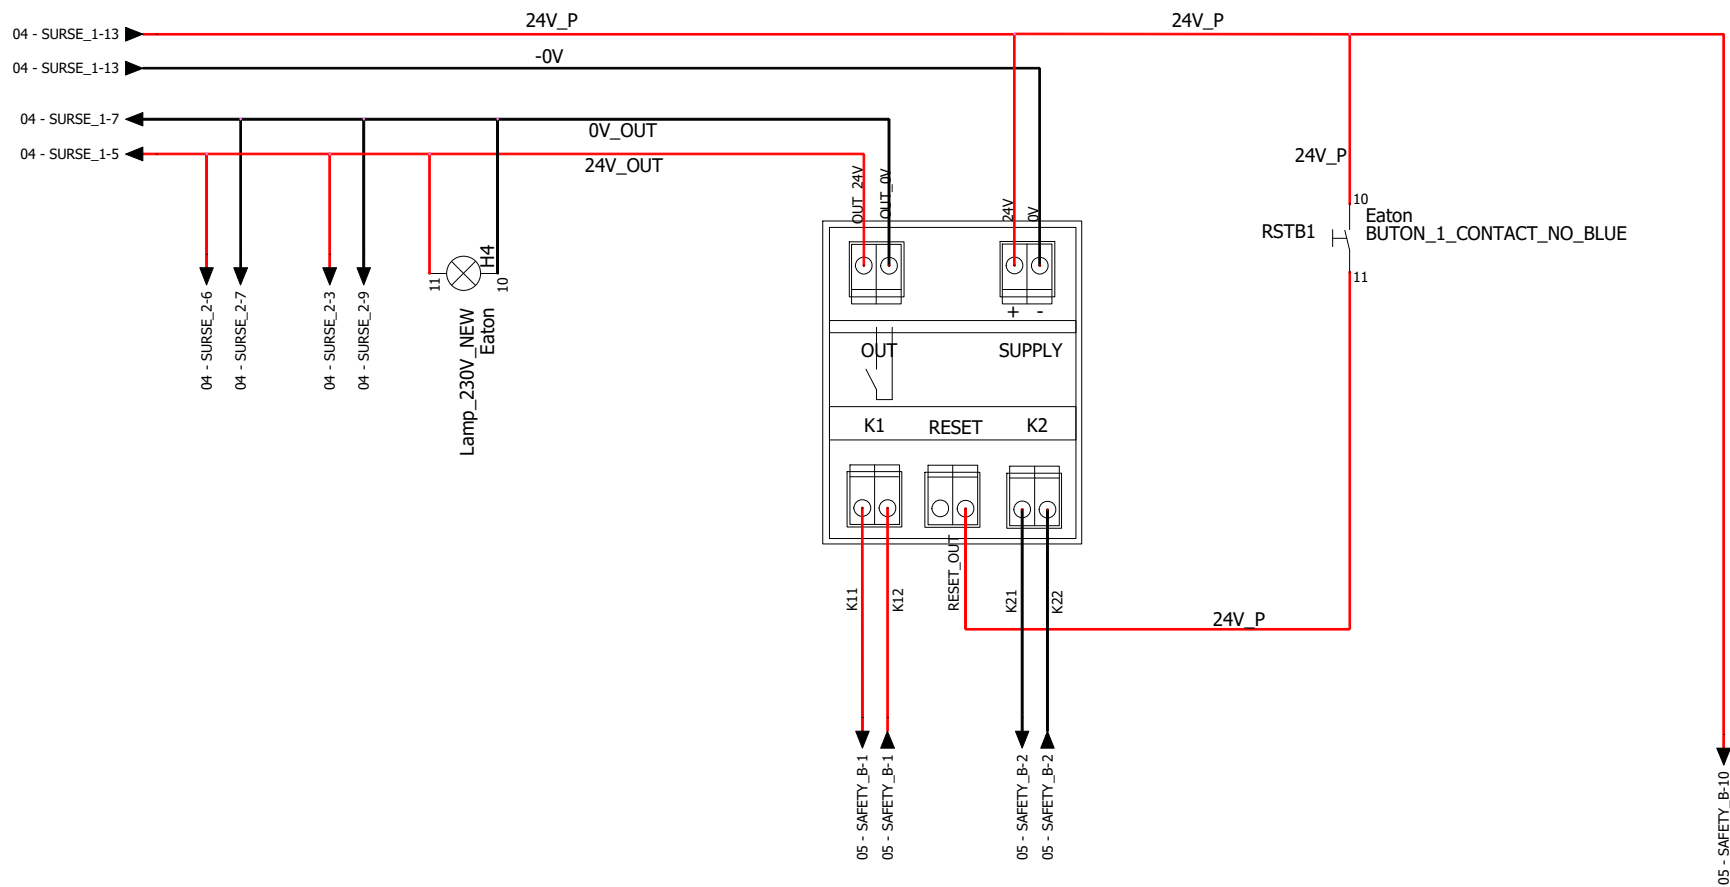 24V_P
24V_P
04 - SURSE_1-13
04 - SURSE_1-13
-0V
04 - SURSE_1-7
0V_OUT
04 - SURSE_1-5
24V_OUT
24V_P
OUT_24V
OUT_0V
24V
0V
10
Eaton
RSTB1
BUTON_1_CONTACT_NO_BLUE
11
H4
11
10
04 - SURSE_2-6
04 - SURSE_2-7
04 - SURSE_2-3
04 - SURSE_2-9
Lamp_230V_NEW
Eaton
+
-
OUT
SUPPLY
K1
RESET
K2
K11
K12
RESET_OUT
K21
K22
24V_P
05 - SAFETY_B-1
05 - SAFETY_B-1
05 - SAFETY_B-2
05 - SAFETY_B-2
05 - SAFETY_B-10